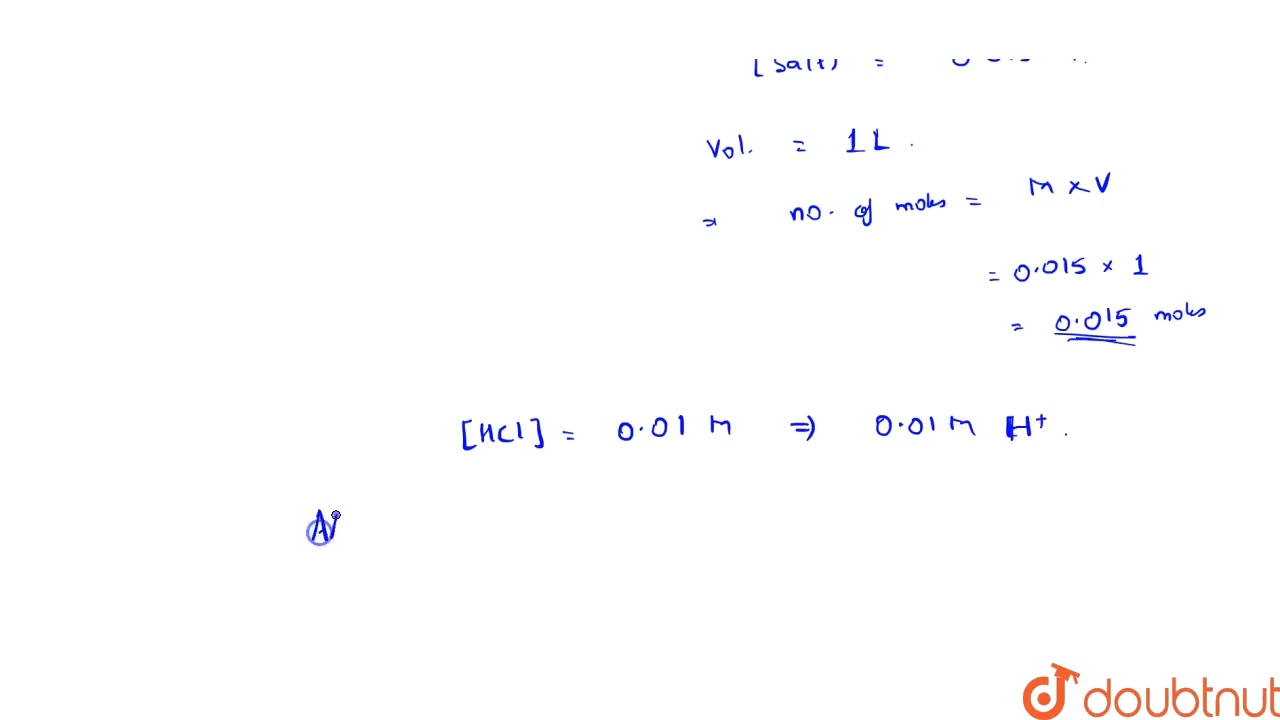 [salt) =
Vol. = 1 L .
⇒ no. of moles = M × V
= 0.015 × 1
= 0.015 moles
[HCl] = 0.01 M ⇒ 0.01 M H+ .
doubtnut